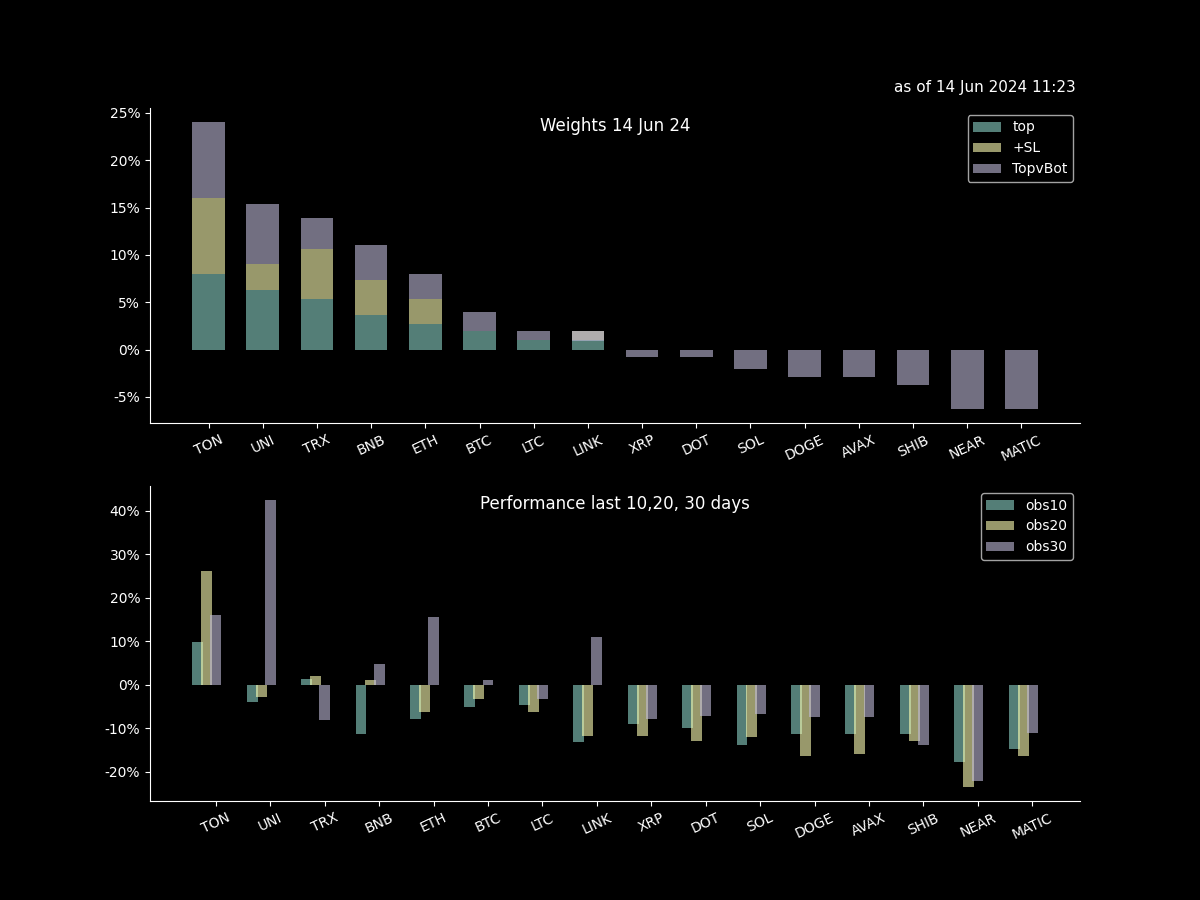 as of 14 Jun 2024 11:23
Weights 14 Jun 24
top
+SL
TopvBot
25%
20%
15%
10%
5%
0%
-5%
TON UNI TRX BNB ETH BTC LTC LINK XRP DOT SOL DOGE AVAX SHIB NEAR MATIC
Performance last 10,20, 30 days
obs10
obs20
obs30
40%
30%
20%
10%
0%
-10%
-20%
TON UNI TRX BNB ETH BTC LTC LINK XRP DOT SOL DOGE AVAX SHIB NEAR MATIC